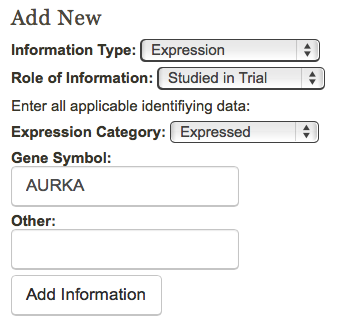 Add New
Information Type: Expression
Role of Information: Studied in Trial
Enter all applicable identifiying data:
Expression Category: Expressed
Gene Symbol:
AURKA
Other:
Add Information